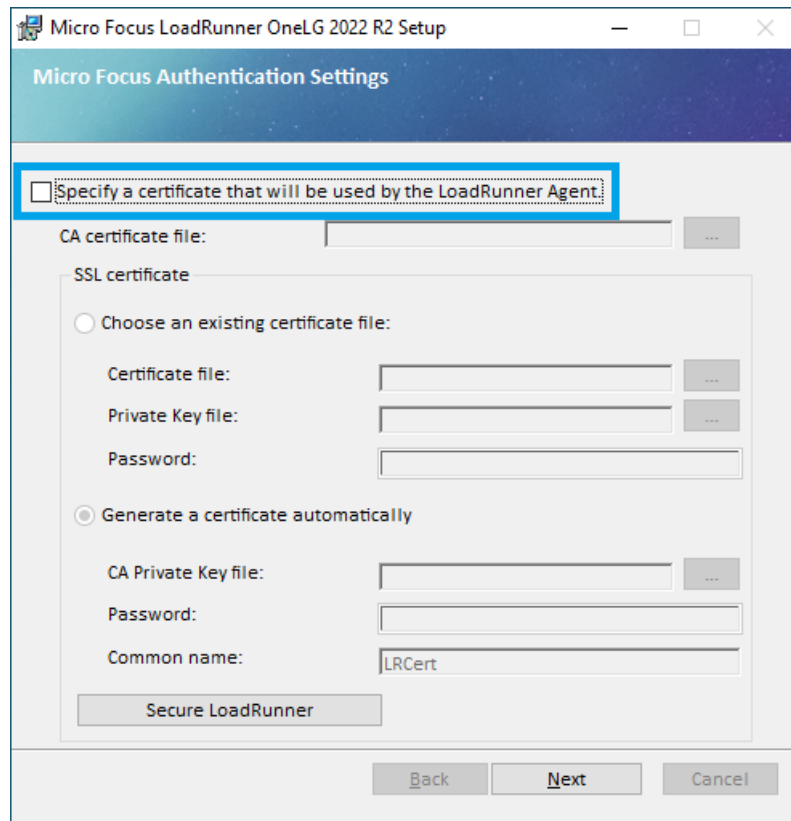 Micro Focus LoadRunner OneLG 2022 R2 Setup
Micro Focus Authentication Settings
Specify a certificate that will be used by the LoadRunner Agent.
CA certificate file:
...
SSL certificate
Choose an existing certificate file:
Certificate file:
...
Private Key file:
...
Password:
Generate a certificate automatically
CA Private Key file:
...
Password:
Common name:
LRCert
Secure LoadRunner
Back Next Cancel